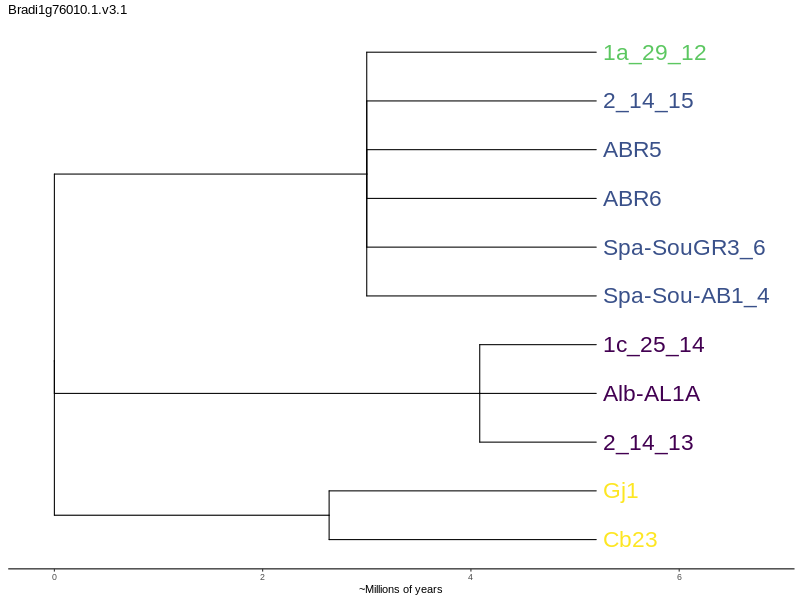 Bradi1g76010.1.v3.1
1a_29_12
2_14_15
ABR5
ABR6
Spa-SouGR3_6
Spa-Sou-AB1_4
1c_25_14
Alb-AL1A
2_14_13
Gj1
Cb23
0 2 4 6
~Millions of years